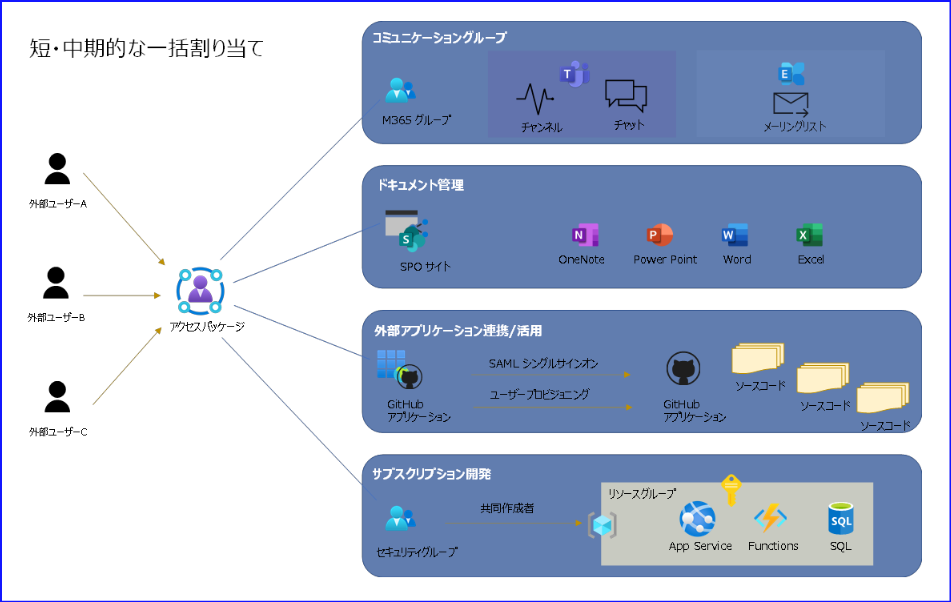 短・中期的な一括割り当て
外部ユーザーA
外部ユーザーB
外部ユーザーC
アクセスパッケージ
コミュニケーショングループ
M365 グループ
T
チャンネル
チャット
E
メーリングリスト
ドキュメント管理
S
SPO サイト
N
OneNote
P
Power Point
W
Word
X
Excel
外部アプリケーション連携/活用
GitHub
アプリケーション
SAML シングルサインオン
ユーザープロビジョニング
GitHub
アプリケーション
ソースコード
ソースコード
ソースコード
サブスクリプション開発
セキュリティグループ
共同作成者
リソースグループ
App Service
Functions
SQL
SQL